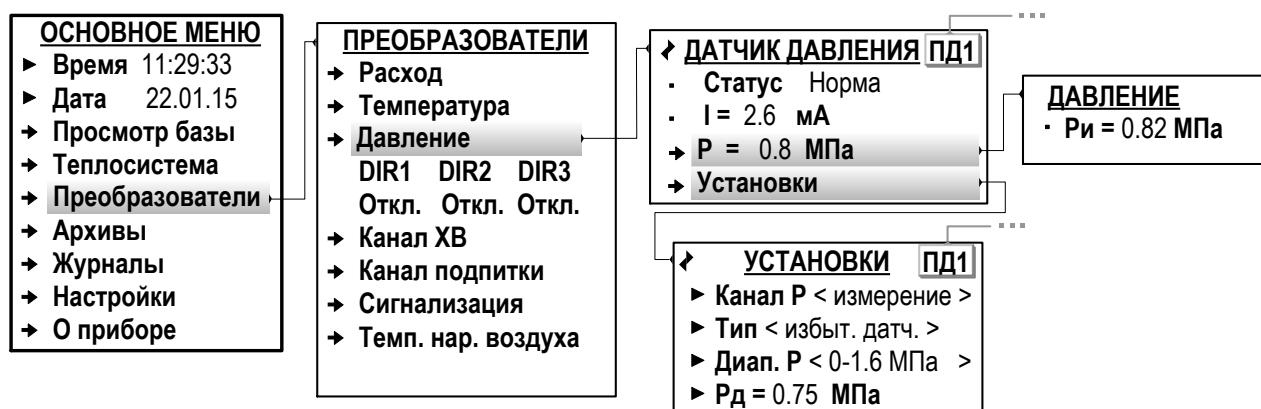 ОСНОВНОЕ МЕНЮ
Время 11:29:33
Дата 22.01.15
Просмотр базы
Теплосистема
Преобразователи
Архивы
Журналы
Настройки
О приборе
ПРЕОБРАЗОВАТЕЛИ
Расход
Температура
Давление
DIR1 DIR2 DIR3
Откл. Откл. Откл.
Канал ХВ
Канал подпитки
Сигнализация
Темп. нар. воздуха
ДАТЧИК ДАВЛЕНИЯ ПД1
Статус Норма
I = 2.6 мА
P = 0.8 МПа
Установки
ДАВЛЕНИЕ
Ри = 0.82 МПа
УСТАНОВКИ ПД1
Канал Р < измерение >
Тип < избыт. датч. >
Диап. Р < 0-1.6 МПа >
Рд = 0.75 МПа